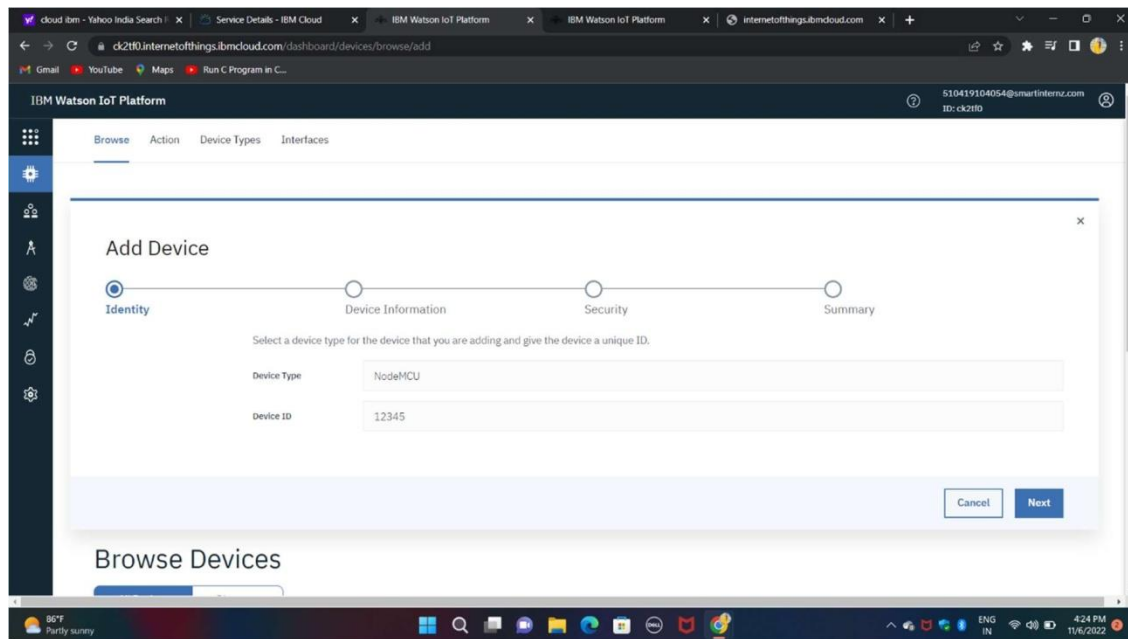 cloud ibm - Yahoo India Search
Service Details - IBM Cloud
IBM Watson IoT Platform
IBM Watson IoT Platform
internetofthings.ibmcloud.com
ck2tf0.internetofthings.ibmcloud.com/dashboard/devices/browse/add
Gmail YouTube Maps Run C Program in C...
IBM Watson IoT Platform
510419104054@smartinternz.com
ID: ck2tf0
Browse Action Device Types Interfaces
Add Device
Identity Device Information Security Summary
Select a device type for the device that you are adding and give the device a unique ID.
Device Type NodeMCU
Device ID 12345
Cancel Next
Browse Devices
86°F
Partly sunny
DELL
ENG
IN
4:24 PM
11/6/2022